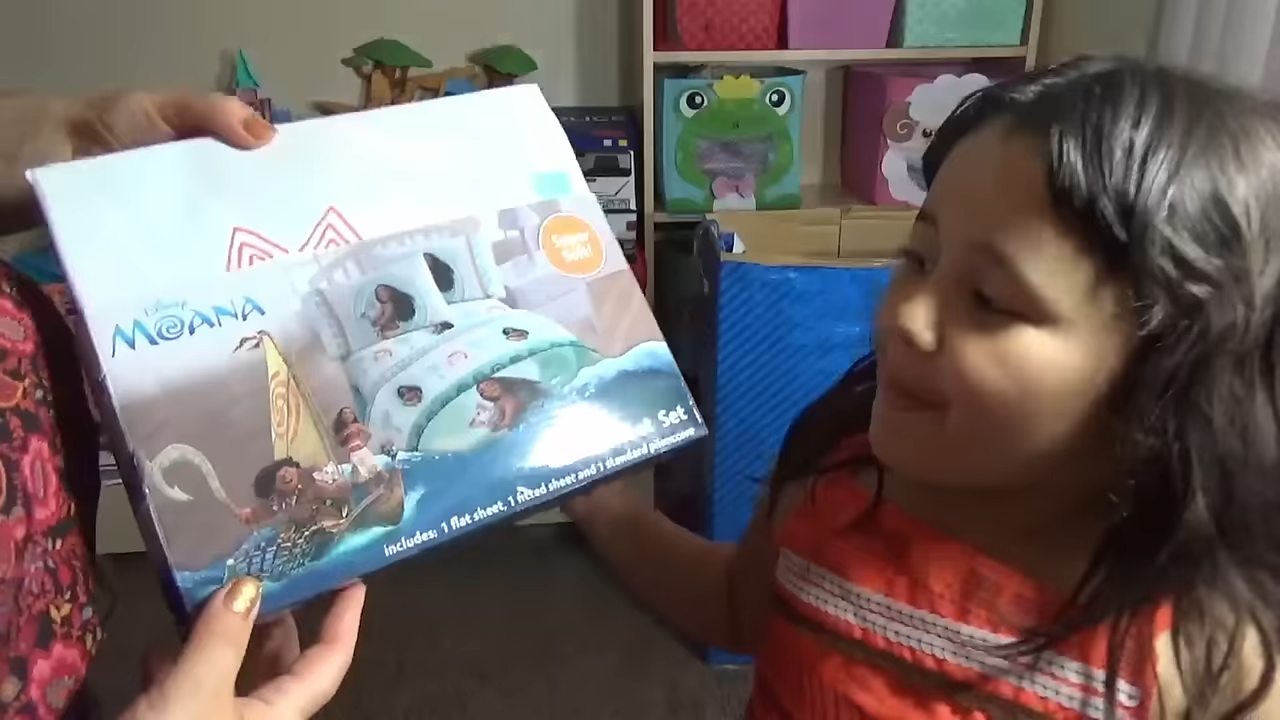 Super
Soft!
Disney
MOANA
Set
includes: 1 flat sheet, 1 fitted sheet and 1 standard pillowcase